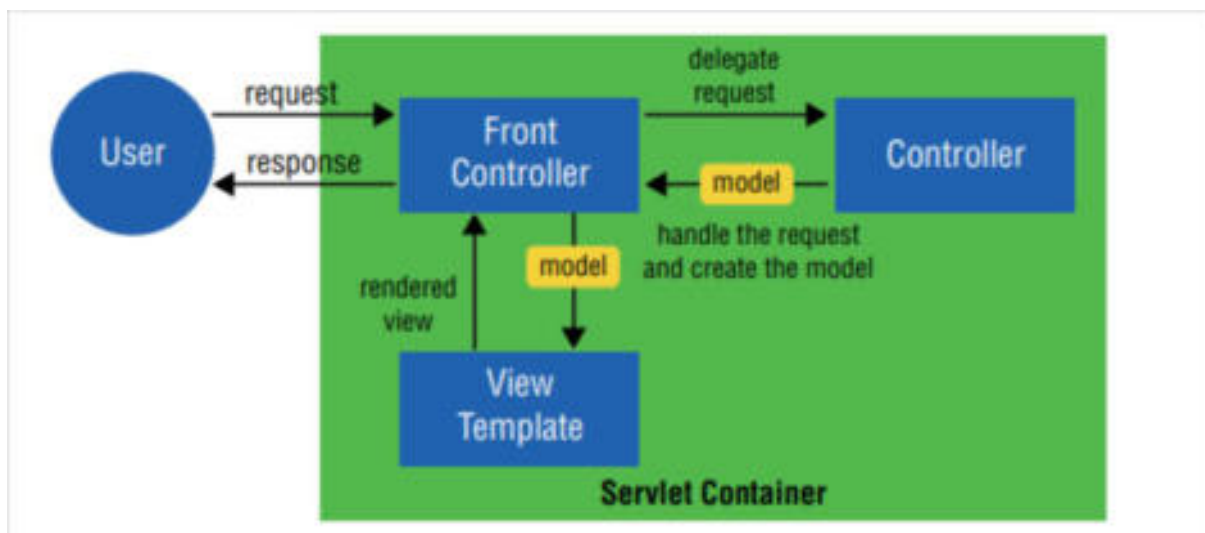 delegate
request
request
User
response
Front
Controller
Controller
model
handle the request
and create the model
model
rendered
view
View
Template
Servlet Container